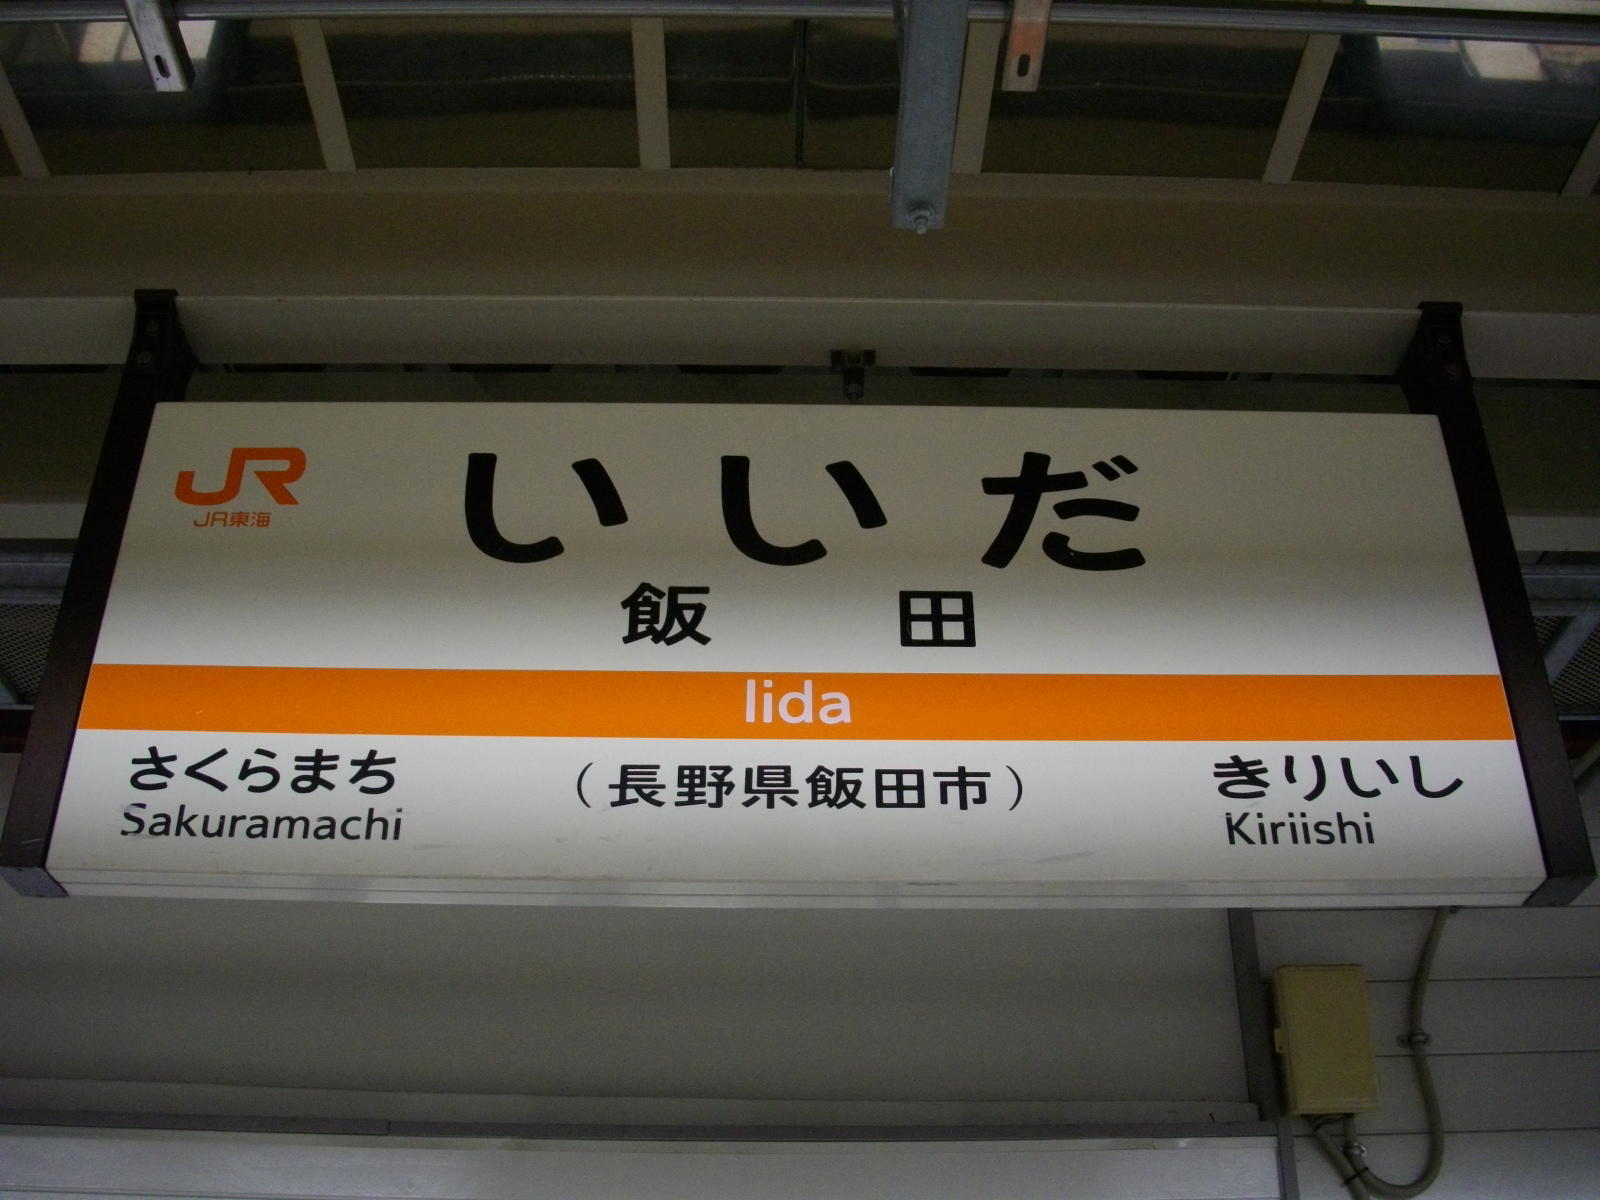 JR
JR東海
いいだ
飯田
Iida
さくらまち
Sakuramachi
(長野県飯田市)
きりいし
Kiriishi